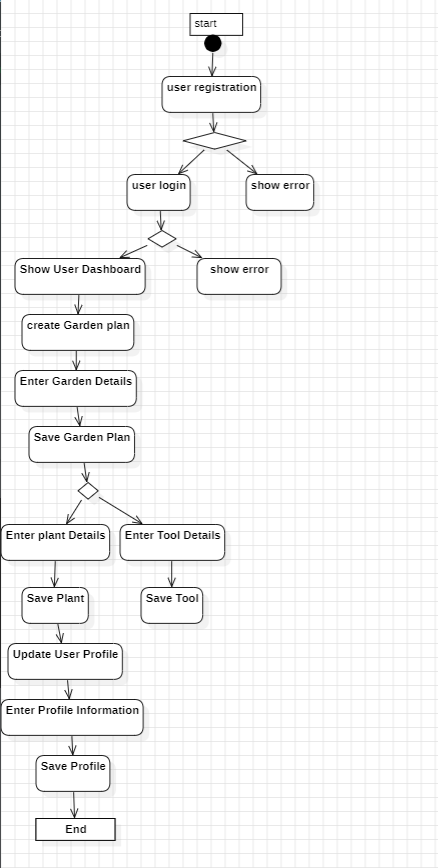 start
user registration
user login
show error
Show User Dashboard
show error
create Garden plan
Enter Garden Details
Save Garden Plan
Enter plant Details
Enter Tool Details
Save Plant
Save Tool
Update User Profile
Enter Profile Information
Save Profile
End